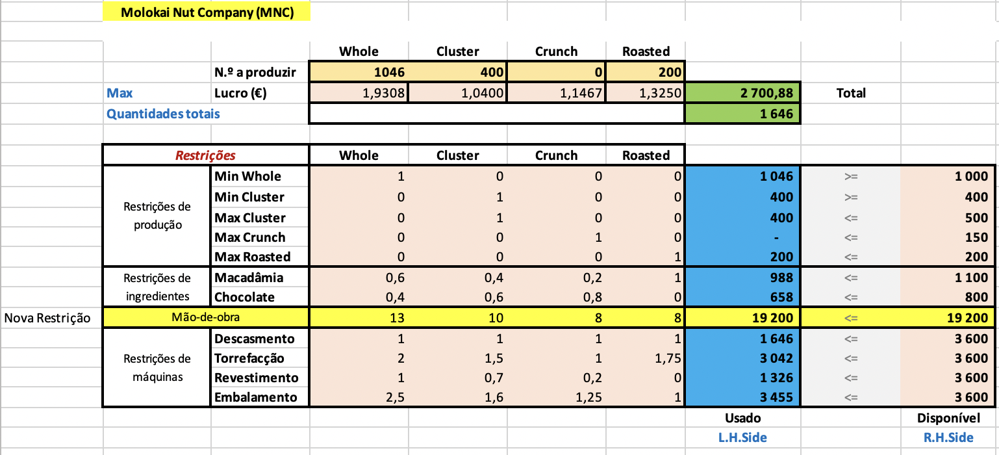 Molokai Nut Company (MNC)
Whole Cluster Crunch Roasted
N.º a produzir 1046 400 0 200
Max Lucro (€) 1,9308 1,0400 1,1467 1,3250 2 700,88 Total
Quantidades totais 1 646
Restrições Whole Cluster Crunch Roasted
Restrições de produção
Min Whole 1 0 0 0 1 046 >= 1 000
Min Cluster 0 1 0 0 400 >= 400
Max Cluster 0 1 0 0 400 <= 500
Max Crunch 0 0 1 0 - <= 150
Max Roasted 0 0 0 1 200 <= 200
Restrições de ingredientes
Macadâmia 0,6 0,4 0,2 1 988 <= 1 100
Chocolate 0,4 0,6 0,8 0 658 <= 800
Nova Restrição Mão-de-obra 13 10 8 8 19 200 <= 19 200
Restrições de máquinas
Descasmento 1 1 1 1 1 646 <= 3 600
Torrefacção 2 1,5 1 1,75 3 042 <= 3 600
Revestimento 1 0,7 0,2 0 1 326 <= 3 600
Embalamento 2,5 1,6 1,25 1 3 455 <= 3 600
Usado Disponível
L.H.Side R.H.Side